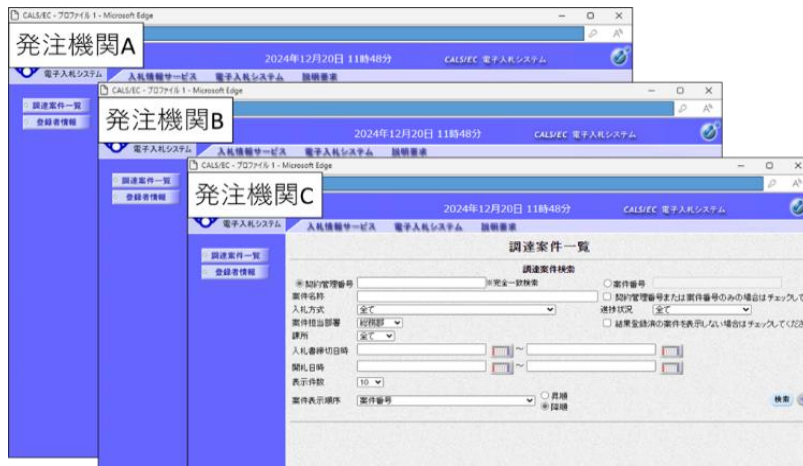 CALS/EC - プロファイル 1 - Microsoft Edge
発注機関A
2024年12月20日 11時48分
CALS/EC 電子入札システム
電子入札システム
入札情報サービス 電子入札システム 説明要求
調達案件一覧
登録者情報
CALS/EC - プロファイル 1 - Microsoft Edge
発注機関B
2024年12月20日 11時48分
CALS/EC 電子入札システム
電子入札システム
入札情報サービス 電子入札システム 説明要求
調達案件一覧
登録者情報
CALS/EC - プロファイル 1 - Microsoft Edge
発注機関C
2024年12月20日 11時48分
CALS/EC 電子入札システム
電子入札システム
入札情報サービス 電子入札システム 説明要求
調達案件一覧
登録者情報
調達案件一覧
調達案件検索
契約管理番号 ※完全一致検索 案件番号
案件名称 契約管理番号または案件番号のみの場合はチェックして
入札方式 全て 進捗状況 全て
案件担当部署 総務部 結果登録済の案件を表示しない場合はチェックしてくださ
課所 全て
入札書締切日時 ~
開札日時 ~
表示件数 10
案件表示順序 案件番号 昇順
降順
検索